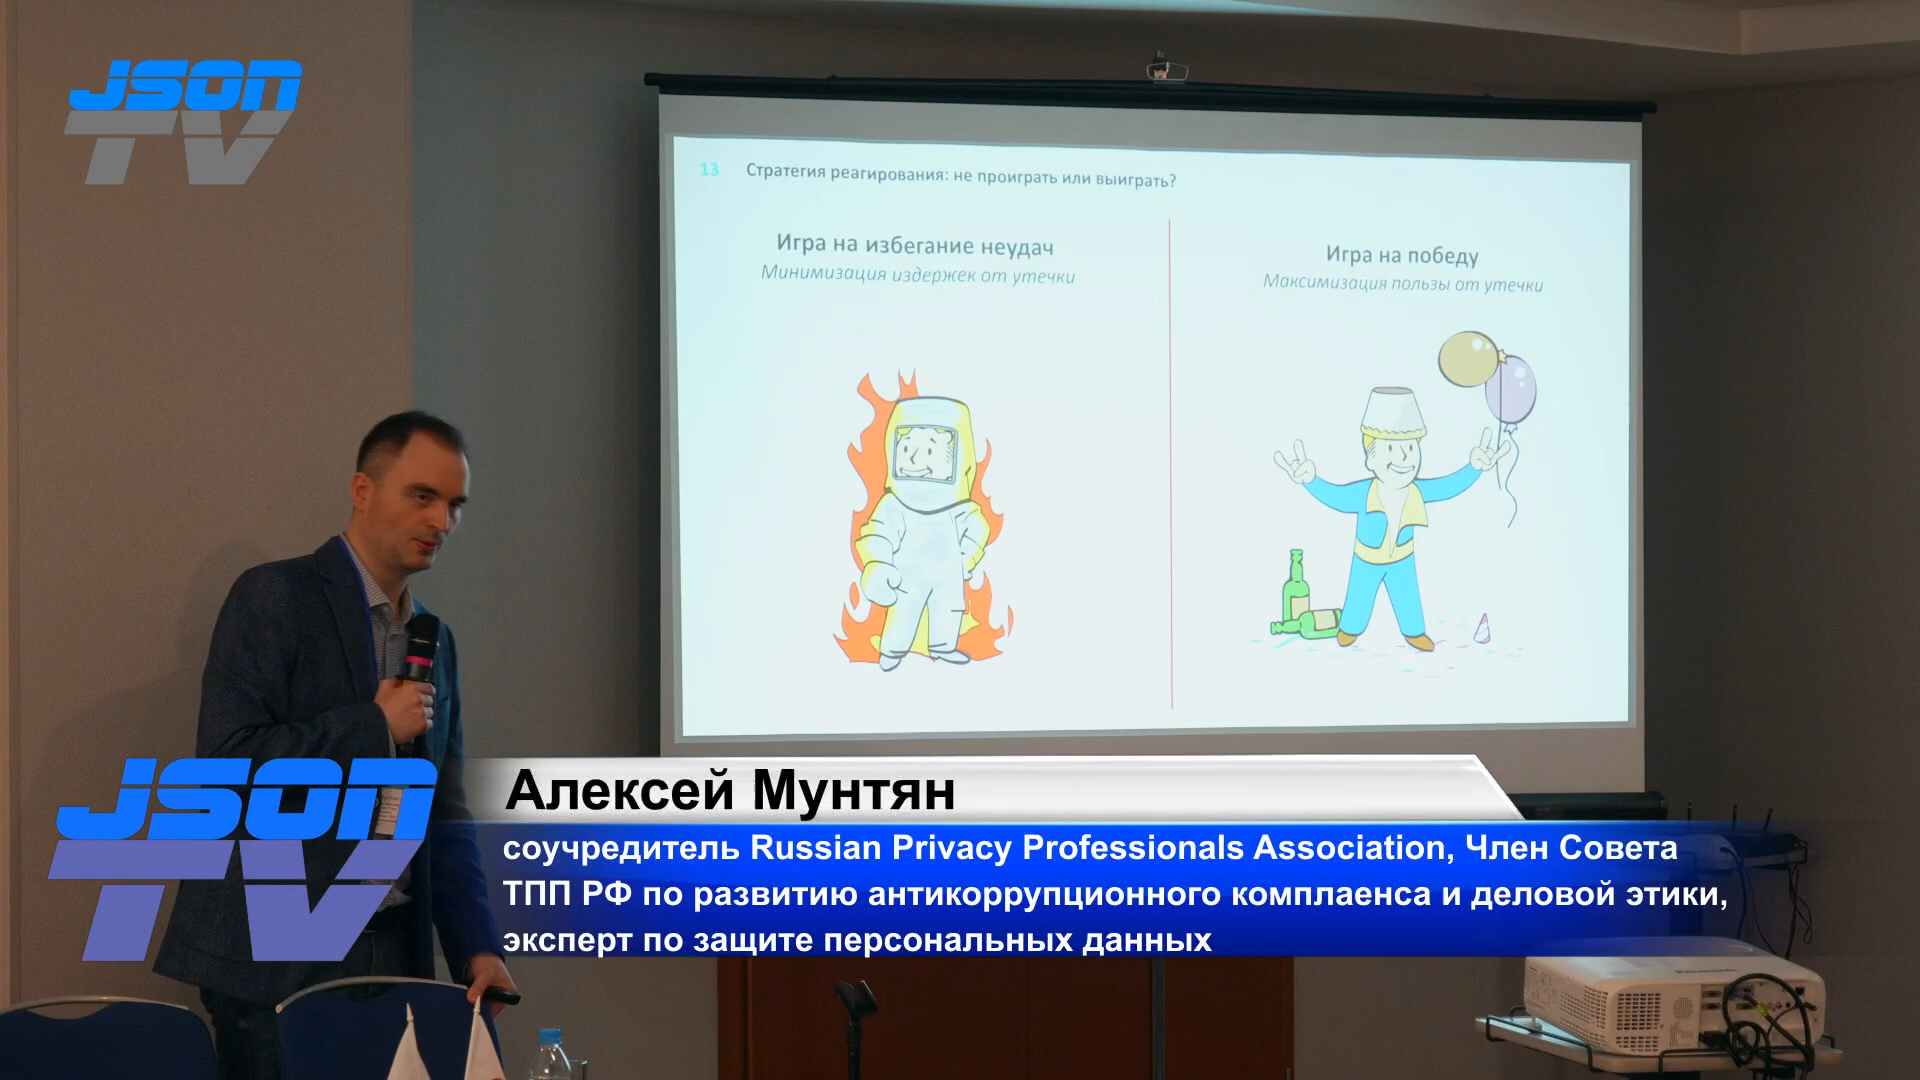 JSON
TV
13 Стратегия реагирования: не проиграть или выиграть?
Игра на избегание неудач
Минимизация издержек от утечки
Игра на победу
Максимизация пользы от утечки
JSON
TV
Алексей Мунтян
соучредитель Russian Privacy Professionals Association, Член Совета
ТПП РФ по развитию антикоррупционного комплаенса и деловой этики,
эксперт по защите персональных данных